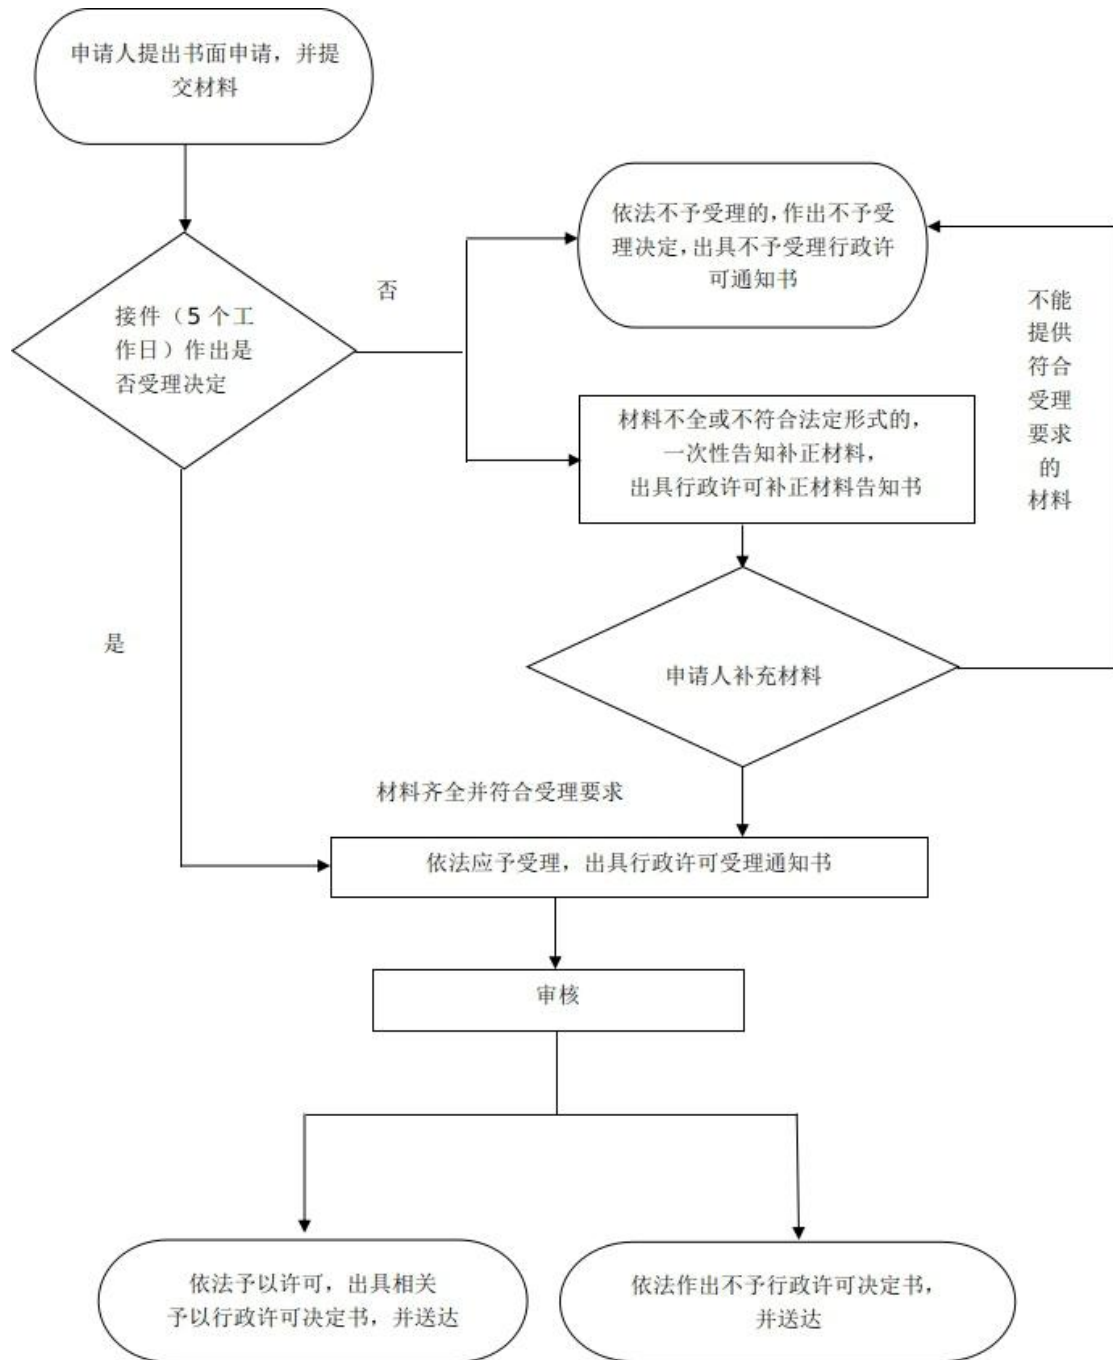 申请人提出书面申请，并提
交材料
依法不予受理的，作出不予受
理决定，出具不予受理行政许
可通知书
否
接件（5 个工
作日）作出是
否受理决定
不能
提供
符合
受理
要求
的
材料
材料不全或不符合法定形式的，
一次性告知补正材料，
出具行政许可补正材料告知书
是
申请人补充材料
材料齐全并符合受理要求
依法应予受理，出具行政许可受理通知书
审核
依法予以许可，出具相关
予以行政许可决定书，并送达
依法作出不予行政许可决定书，
并送达